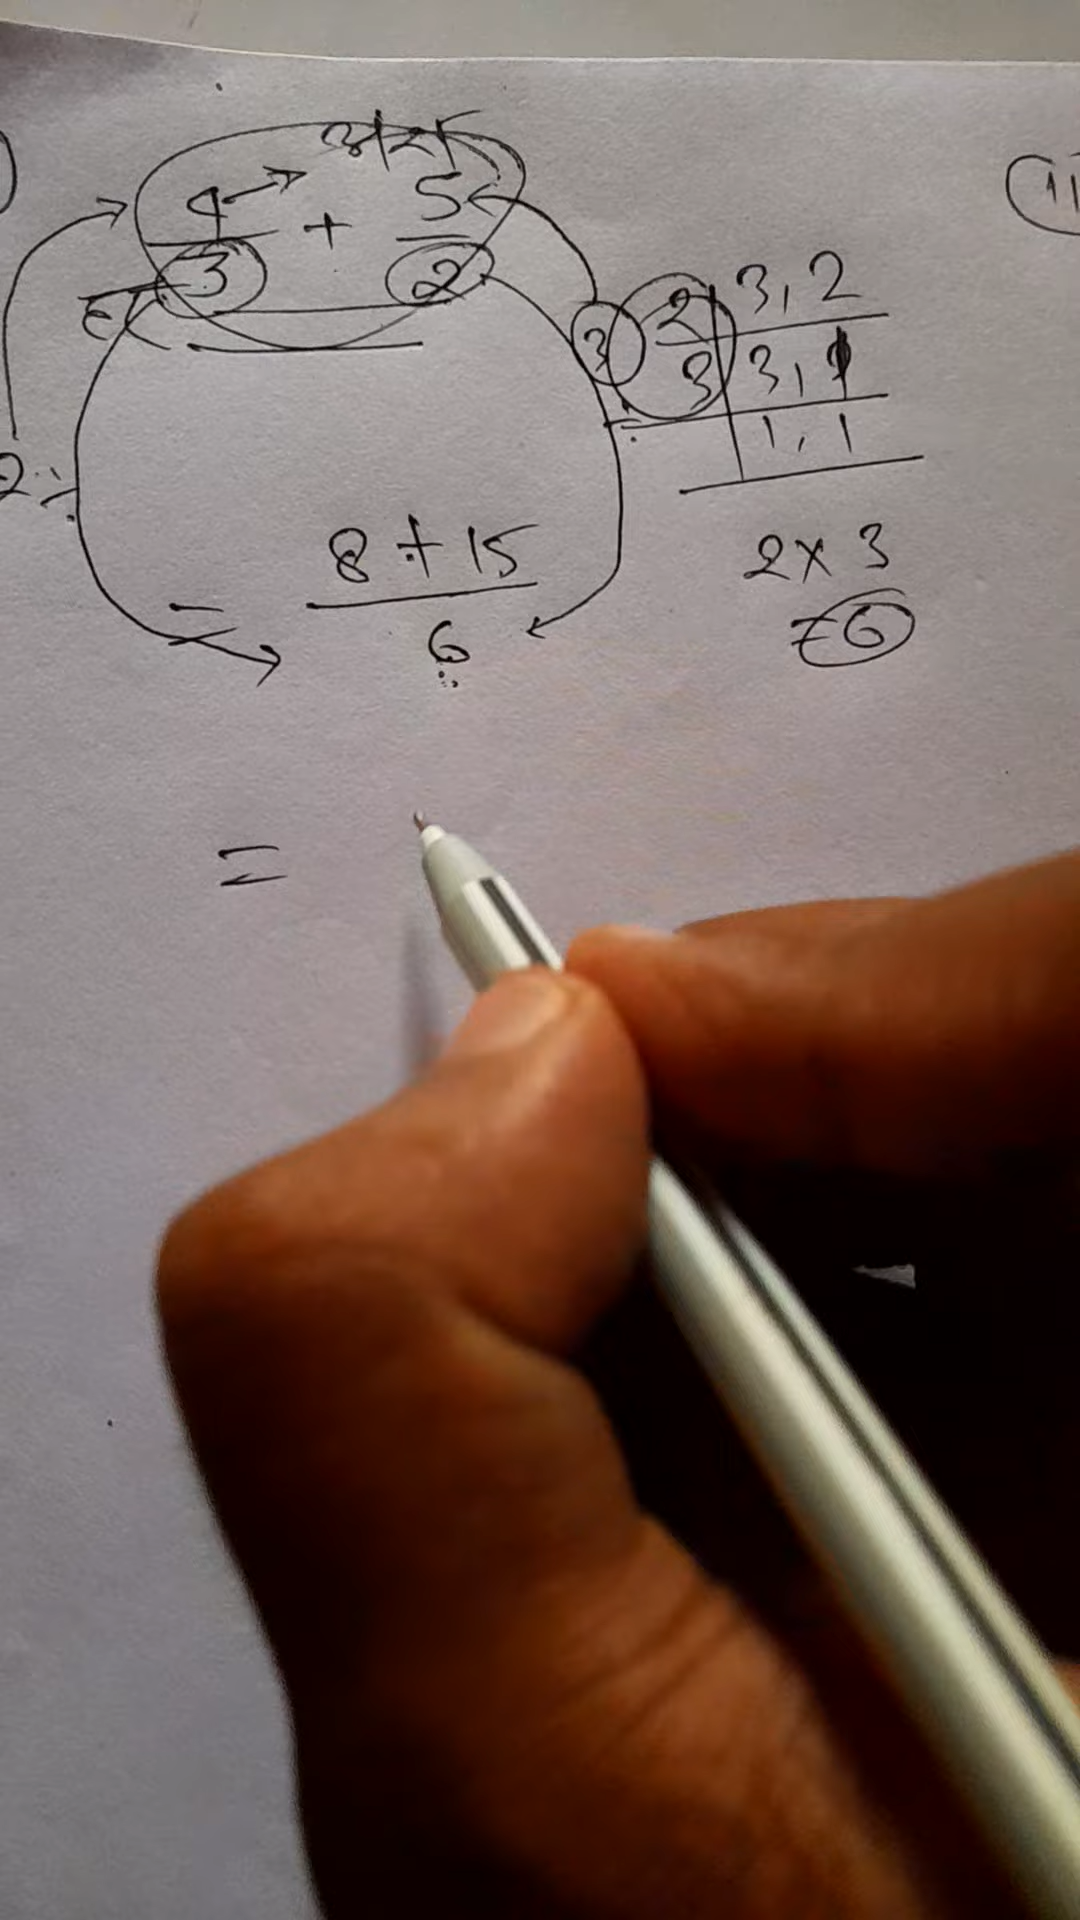 4/3 + 5/2
2 | 3, 2
3 | 3, 1
1, 1
2 × 3
= 6
= 8 + 15 / 6
=